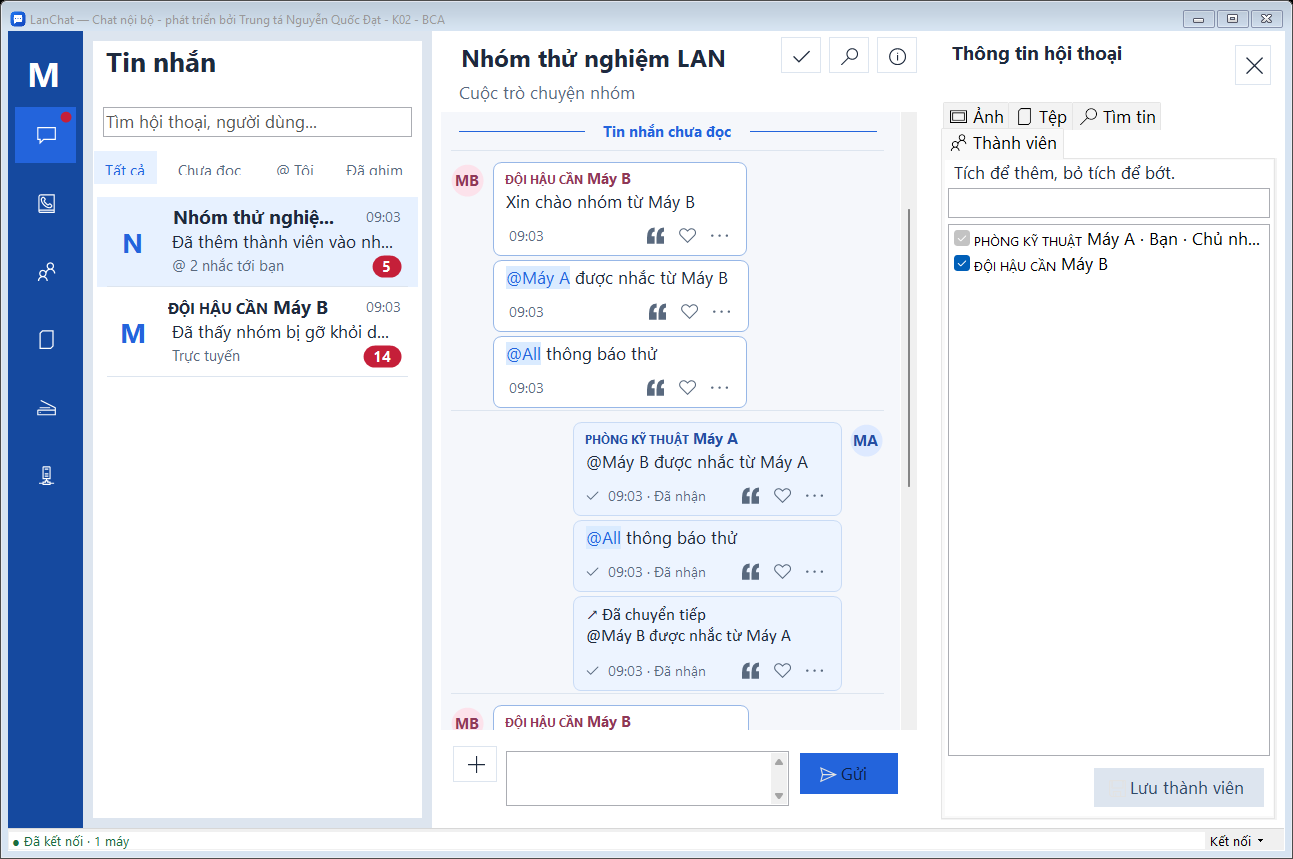 LanChat — Chat nội bộ - phát triển bởi Trung tá Nguyễn Quốc Đạt - K02 - BCA
M
Tin nhắn
Tìm hội thoại, người dùng...
Tất cả
Chưa đọc
@ Tôi
Đã ghim
N
Nhóm thử nghiệ...
09:03
Đã thêm thành viên vào nh...
@ 2 nhắc tới bạn
5
M
ĐỘI HẬU CẦN Máy B
09:03
Đã thấy nhóm bị gỡ khỏi d...
Trực tuyến
14
Nhóm thử nghiệm LAN
Cuộc trò chuyện nhóm
Tin nhắn chưa đọc
MB
ĐỘI HẬU CẦN Máy B
Xin chào nhóm từ Máy B
09:03
@Máy A được nhắc từ Máy B
09:03
@All thông báo thử
09:03
PHÒNG KỸ THUẬT Máy A
MA
@Máy B được nhắc từ Máy A
09:03 · Đã nhận
@All thông báo thử
09:03 · Đã nhận
↗ Đã chuyển tiếp
@Máy B được nhắc từ Máy A
09:03 · Đã nhận
MB
ĐỘI HẬU CẦN Máy B
Gửi
Thông tin hội thoại
Ảnh
Tệp
Tìm tin
Thành viên
Tích để thêm, bỏ tích để bớt.
PHÒNG KỸ THUẬT Máy A · Bạn · Chủ nh...
ĐỘI HẬU CẦN Máy B
Lưu thành viên
● Đã kết nối · 1 máy
Kết nối